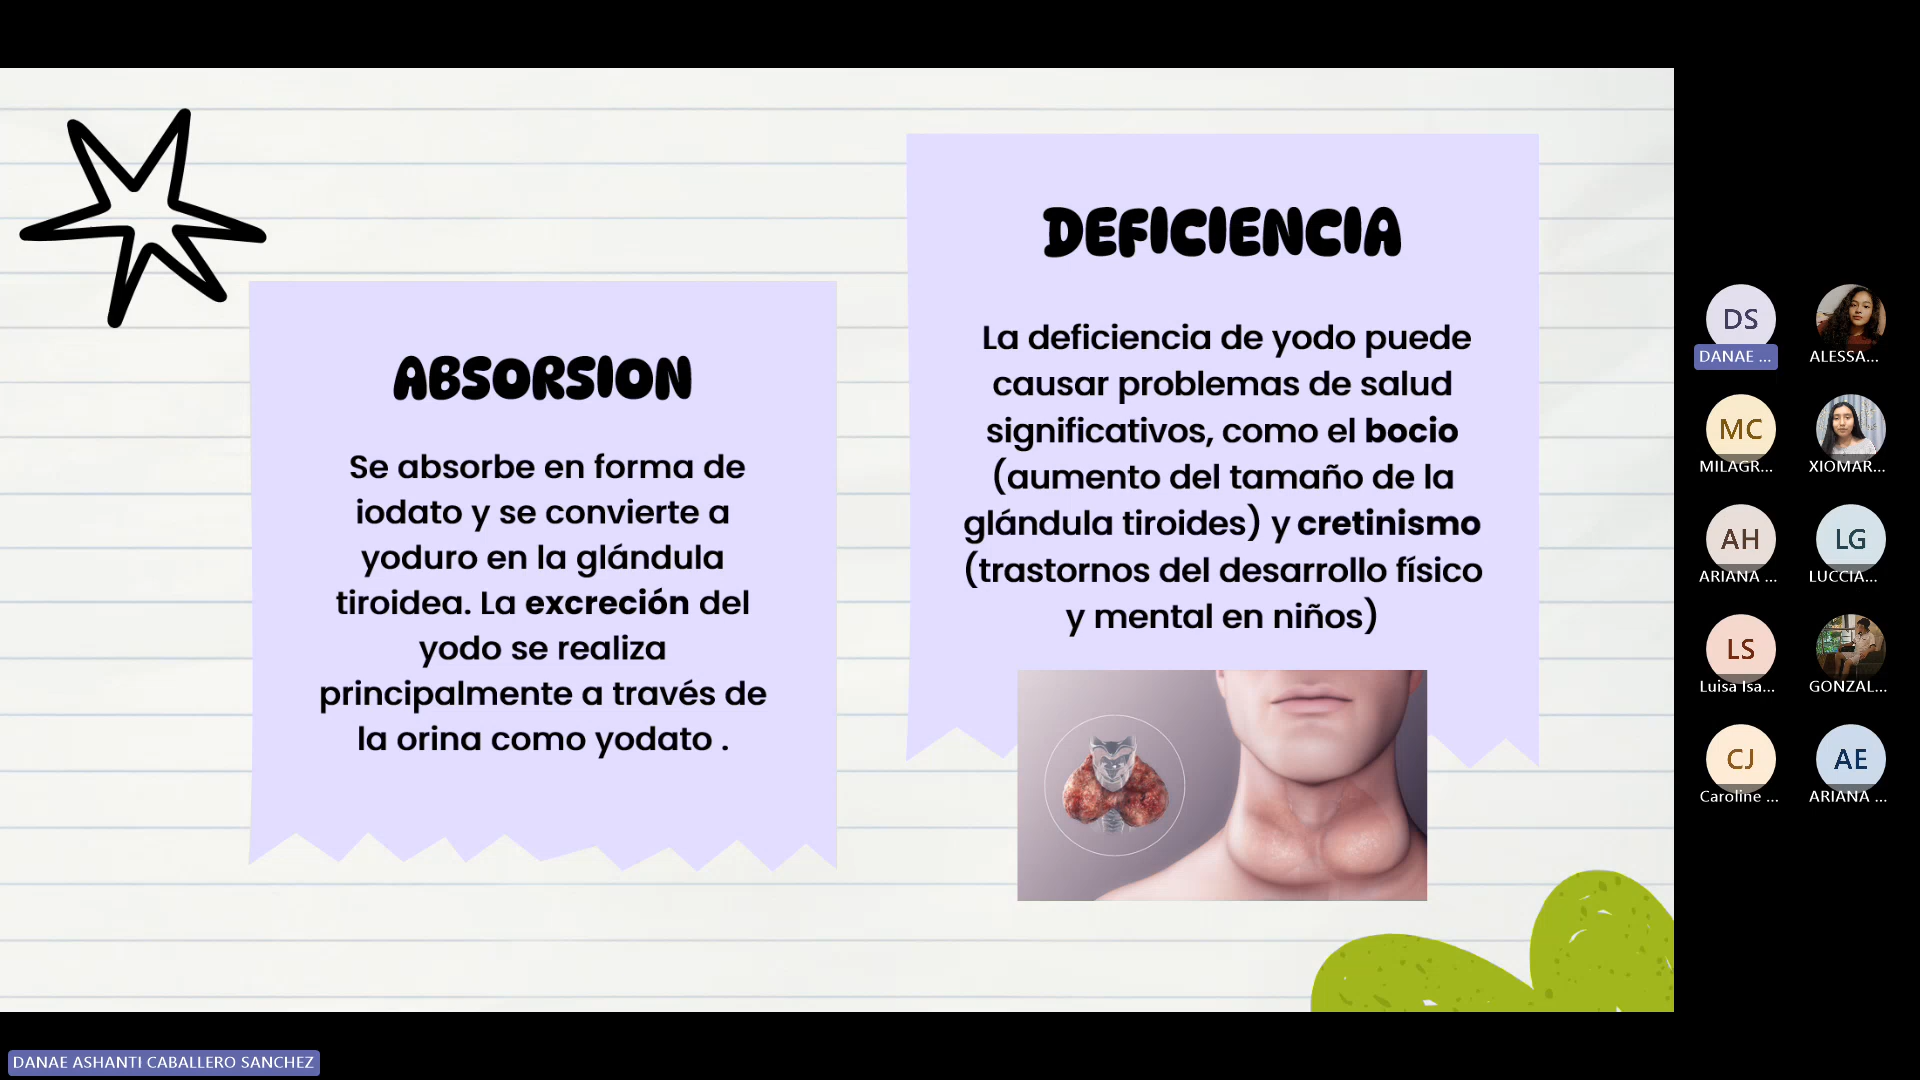 ABSORSION
Se absorbe en forma de
iodato y se convierte a
yoduro en la glándula
tiroidea. La excreción del
yodo se realiza
principalmente a través de
la orina como yodato .
DEFICIENCIA
La deficiencia de yodo puede
causar problemas de salud
significativos, como el bocio
(aumento del tamaño de la
glándula tiroides) y cretinismo
(trastornos del desarrollo físico
y mental en niños)
DS
DANAE ...
ALESSA...
MC
MILAGR...
XIOMAR...
AH
ARIANA ...
LG
LUCCIA...
LS
Luisa Isa...
GONZAL...
CJ
Caroline ...
AE
ARIANA ...
DANAE ASHANTI CABALLERO SANCHEZ